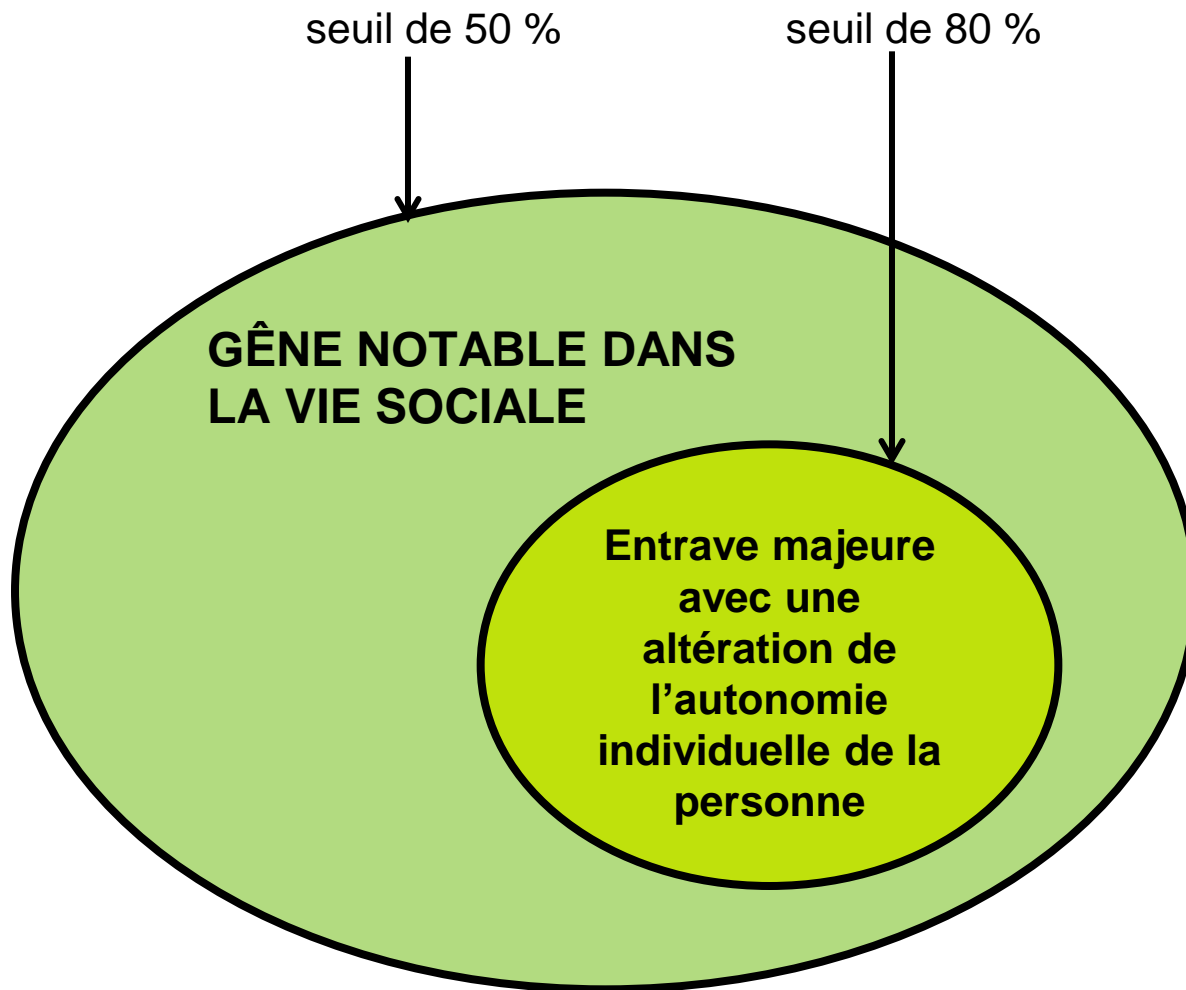 seuil de 50 %
seuil de 80 %
GÊNE NOTABLE DANS
LA VIE SOCIALE
Entrave majeure
avec une
altération de
l’autonomie
individuelle de la
personne